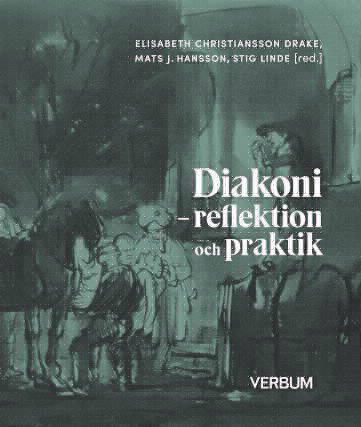 ELISABETH CHRISTIANSSON DRAKE,
MATS J. HANSSON, STIG LINDE [red.]
Diakoni
– reflektion
och praktik
VERBUM